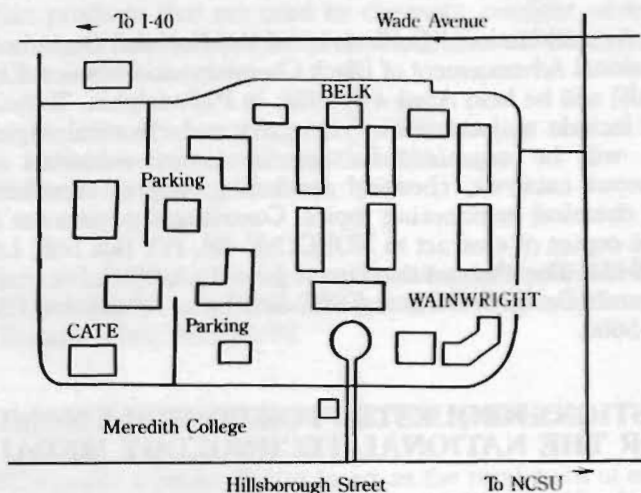 To I-40
Wade Avenue
BELK
Parking
WAINWRIGHT
CATE
Parking
Meredith College
Hillsborough Street
To NCSU